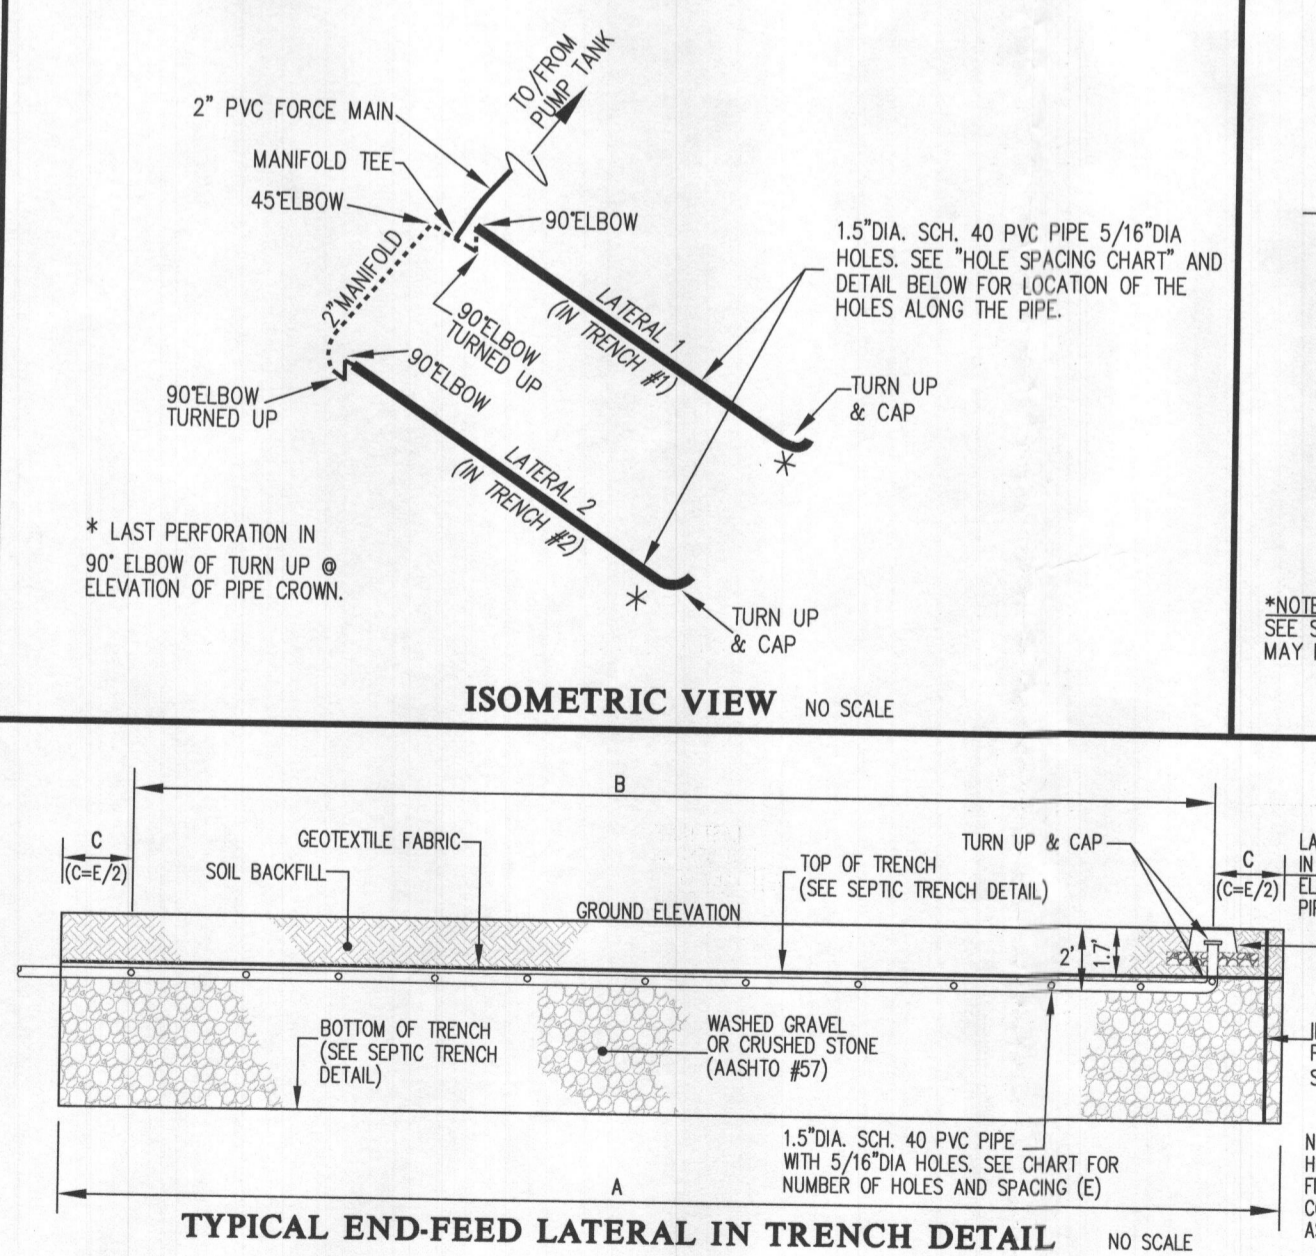 TO/FROM
PUMP TANK
2" PVC FORCE MAIN
MANIFOLD TEE
45°ELBOW
90°ELBOW
2"MANIFOLD
90°ELBOW
TURNED UP
LATERAL 1
(IN TRENCH #1)
1.5"DIA. SCH. 40 PVC PIPE 5/16"DIA
HOLES. SEE "HOLE SPACING CHART" AND
DETAIL BELOW FOR LOCATION OF THE
HOLES ALONG THE PIPE.
90°ELBOW
90°ELBOW
TURNED UP
TURN UP
& CAP
*
LATERAL 2
(IN TRENCH #2)
* LAST PERFORATION IN
90° ELBOW OF TURN UP @
ELEVATION OF PIPE CROWN.
*
TURN UP
& CAP
*NOTE
SEE S
MAY
ISOMETRIC VIEW NO SCALE
B
C
(C=E/2)
GEOTEXTILE FABRIC
SOIL BACKFILL
TURN UP & CAP
TOP OF TRENCH
(SEE SEPTIC TRENCH DETAIL)
C
(C=E/2)
LA
IN
EL
PIP
GROUND ELEVATION
2'
1.7'
BOTTOM OF TRENCH
(SEE SEPTIC TRENCH
DETAIL)
WASHED GRAVEL
OR CRUSHED STONE
(AASHTO #57)
1.5"DIA. SCH. 40 PVC PIPE
WITH 5/16"DIA HOLES. SEE CHART FOR
NUMBER OF HOLES AND SPACING (E)
A
TYPICAL END-FEED LATERAL IN TRENCH DETAIL NO SCALE